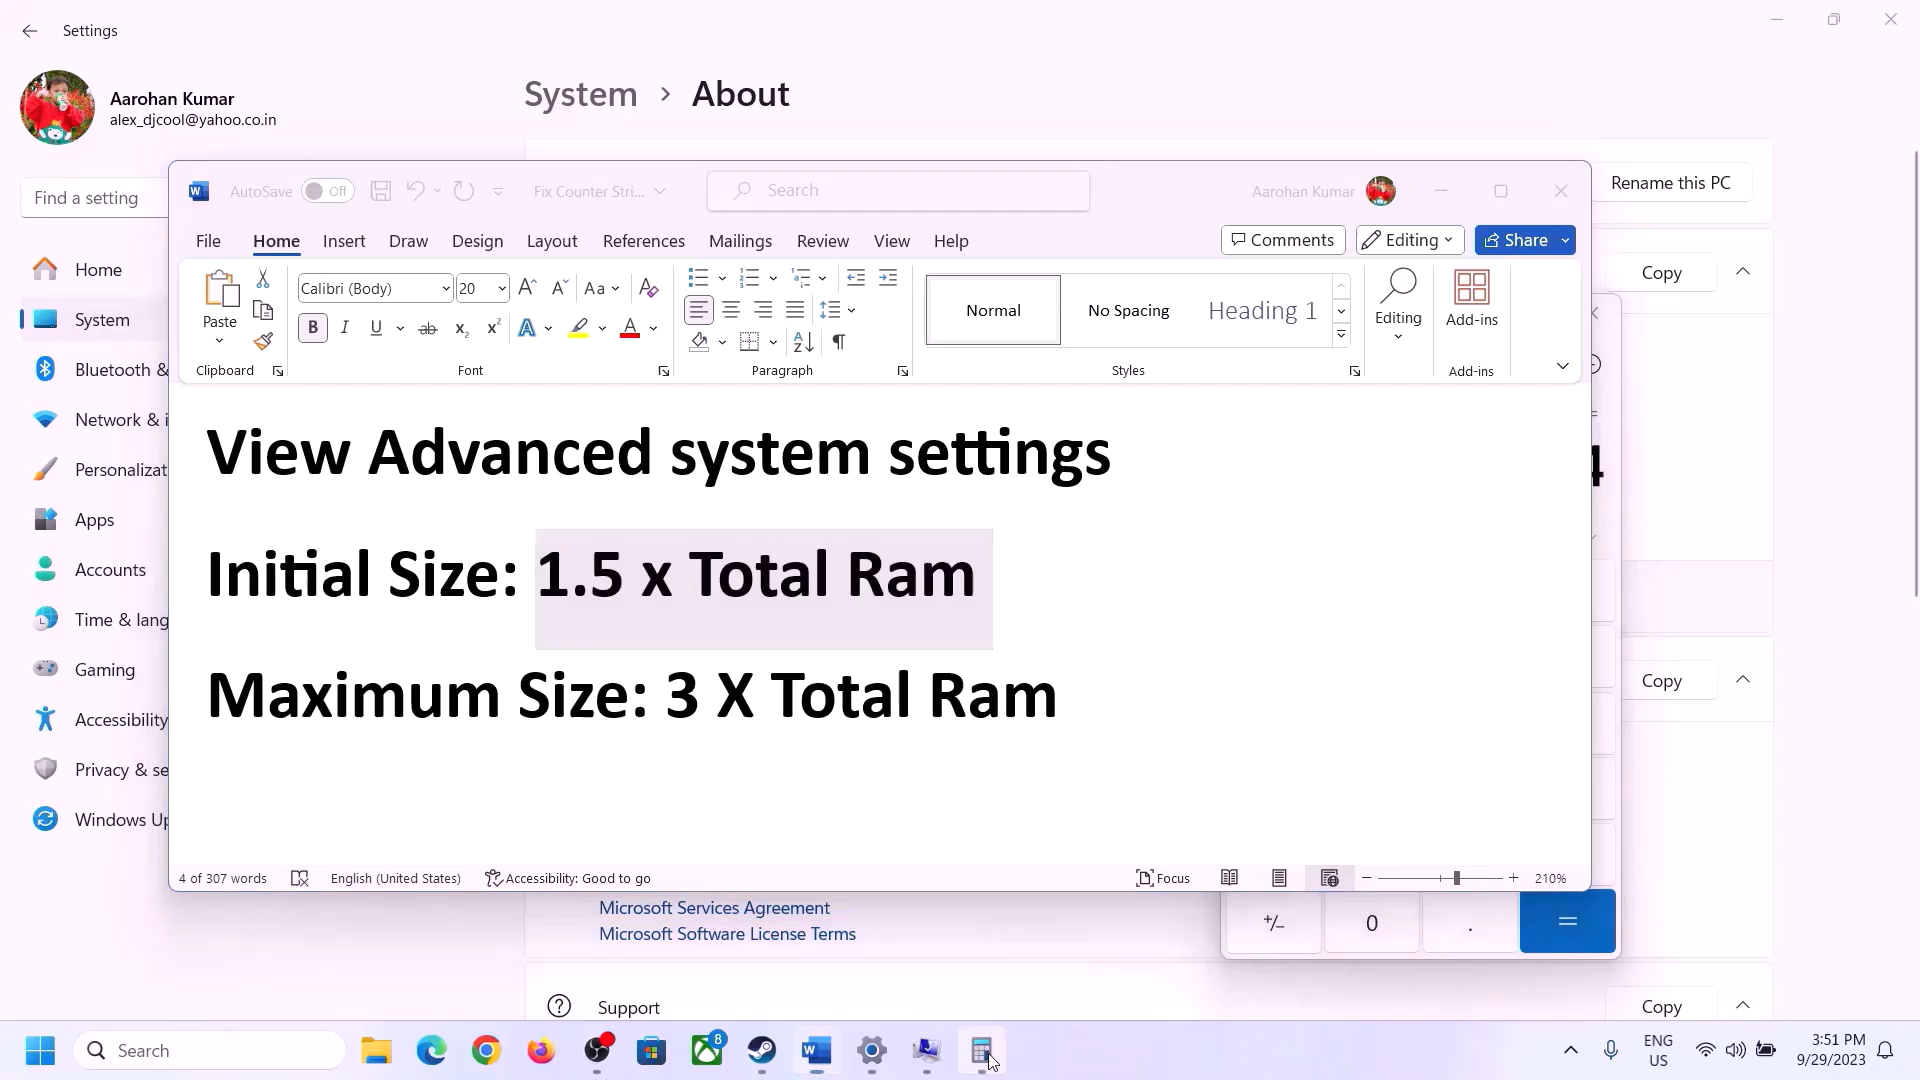 Settings
Aarohan Kumar
alex_djcool@yahoo.co.in
System > About
Find a setting
Rename this PC
AutoSave Off
Fix Counter Stri...
Search
Aarohan Kumar
File Home Insert Draw Design Layout References Mailings Review View Help
Comments Editing Share
Home
System
Bluetooth &
Network & i
Personalizat
Apps
Accounts
Time & lang
Gaming
Accessibility
Privacy & se
Windows Up
Paste
Calibri (Body) 20
Normal
No Spacing
Heading 1
Editing
Add-ins
Clipboard Font Paragraph Styles Add-ins
Copy
View Advanced system settings
Initial Size: 1.5 x Total Ram
Maximum Size: 3 X Total Ram
4
Copy
4 of 307 words English (United States) Accessibility: Good to go Focus 210%
Microsoft Services Agreement
Microsoft Software License Terms
+/− 0 . =
Support
Copy
Search
8
ENG
US
3:51 PM
9/29/2023